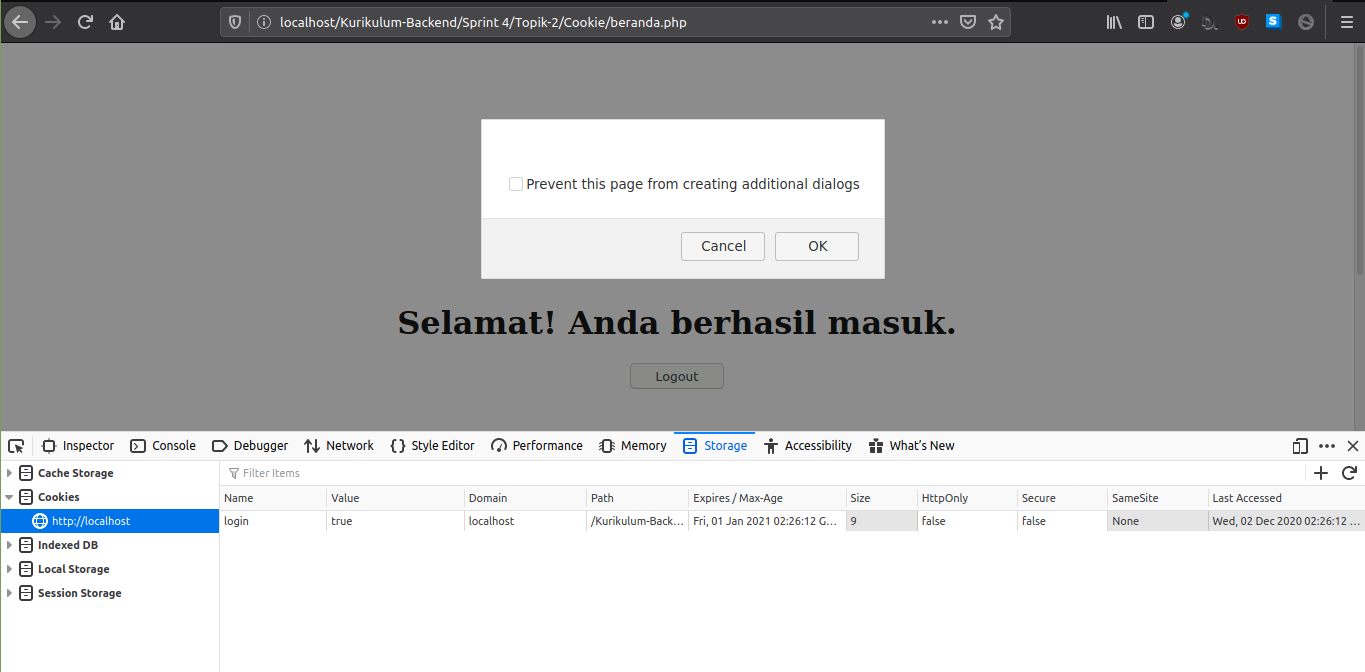 localhost/Kurikulum-Backend/Sprint 4/Topik-2/Cookie/beranda.php
Prevent this page from creating additional dialogs
Cancel OK
Selamat! Anda berhasil masuk.
Logout
Inspector Console Debugger Network Style Editor Performance Memory Storage Accessibility What's New
Cache Storage
Filter Items
Cookies
Name Value Domain Path Expires / Max-Age Size HttpOnly Secure SameSite Last Accessed
http://localhost
login true localhost /Kurikulum-Back... Fri, 01 Jan 2021 02:26:12 G... 9 false false None Wed, 02 Dec 2020 02:26:12 ...
Indexed DB
Local Storage
Session Storage